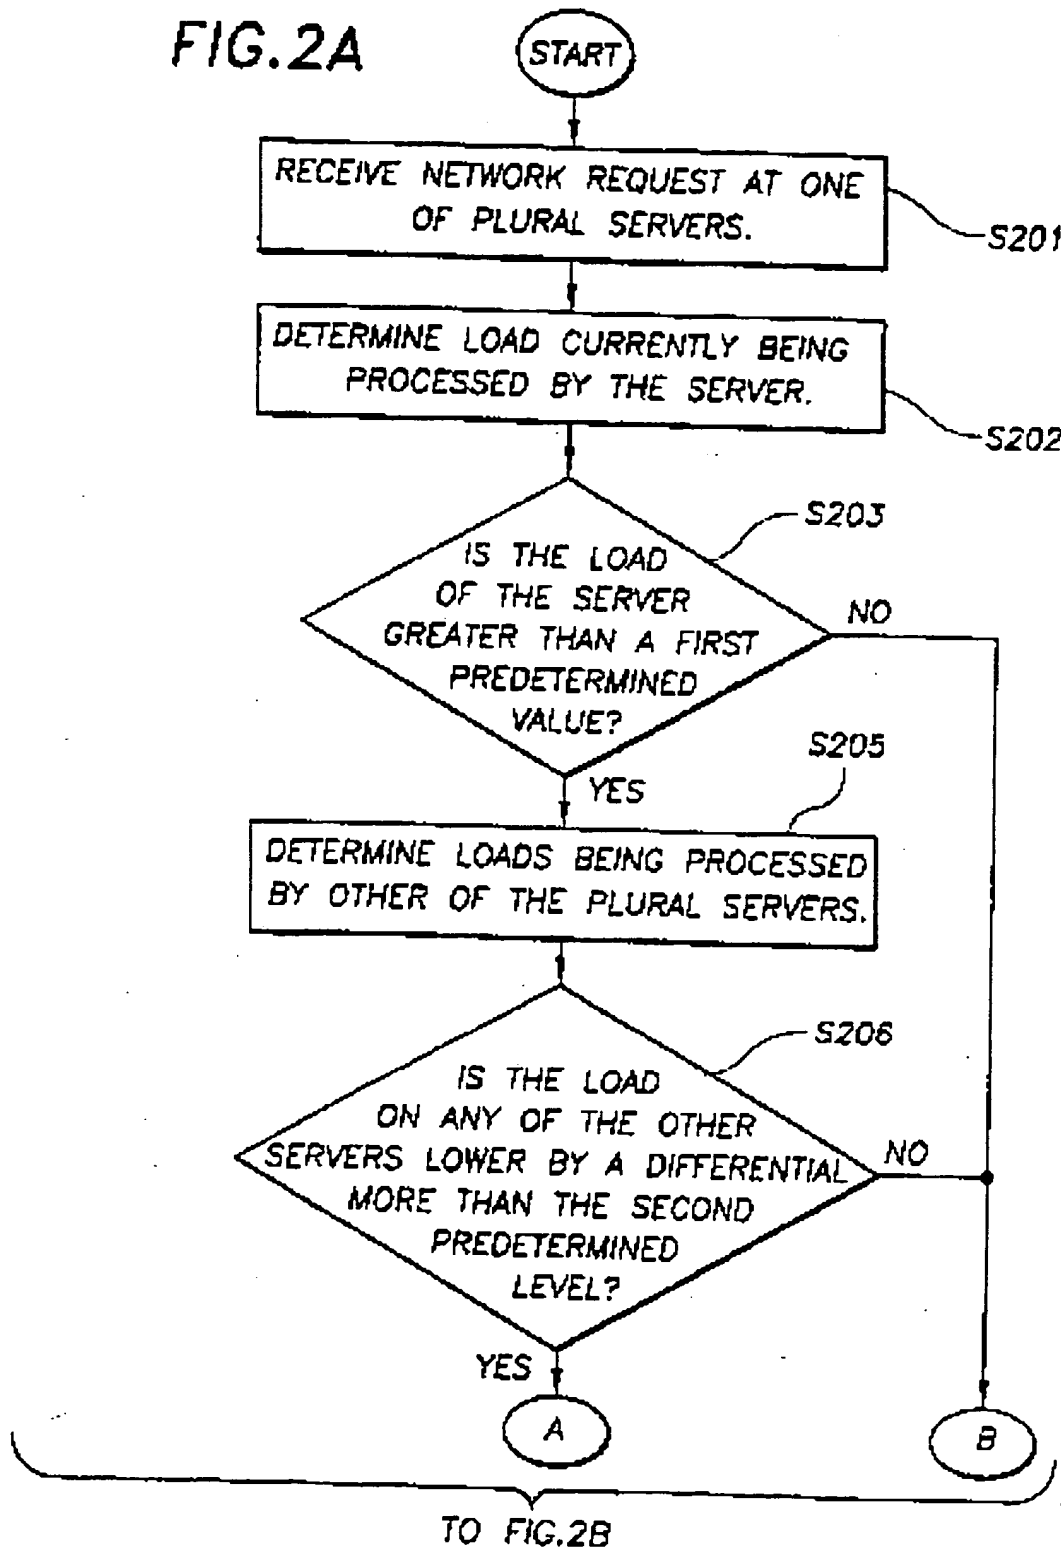 FIG.2A
START
RECEIVE NETWORK REQUEST AT ONE
OF PLURAL SERVERS.
S201
DETERMINE LOAD CURRENTLY BEING
PROCESSED BY THE SERVER.
S202
S203
IS THE LOAD
OF THE SERVER
GREATER THAN A FIRST
PREDETERMINED
VALUE?
NO
YES
S205
DETERMINE LOADS BEING PROCESSED
BY OTHER OF THE PLURAL SERVERS.
S206
IS THE LOAD
ON ANY OF THE OTHER
SERVERS LOWER BY A DIFFERENTIAL
MORE THAN THE SECOND
PREDETERMINED
LEVEL?
NO
YES
A
B
TO FIG.2B